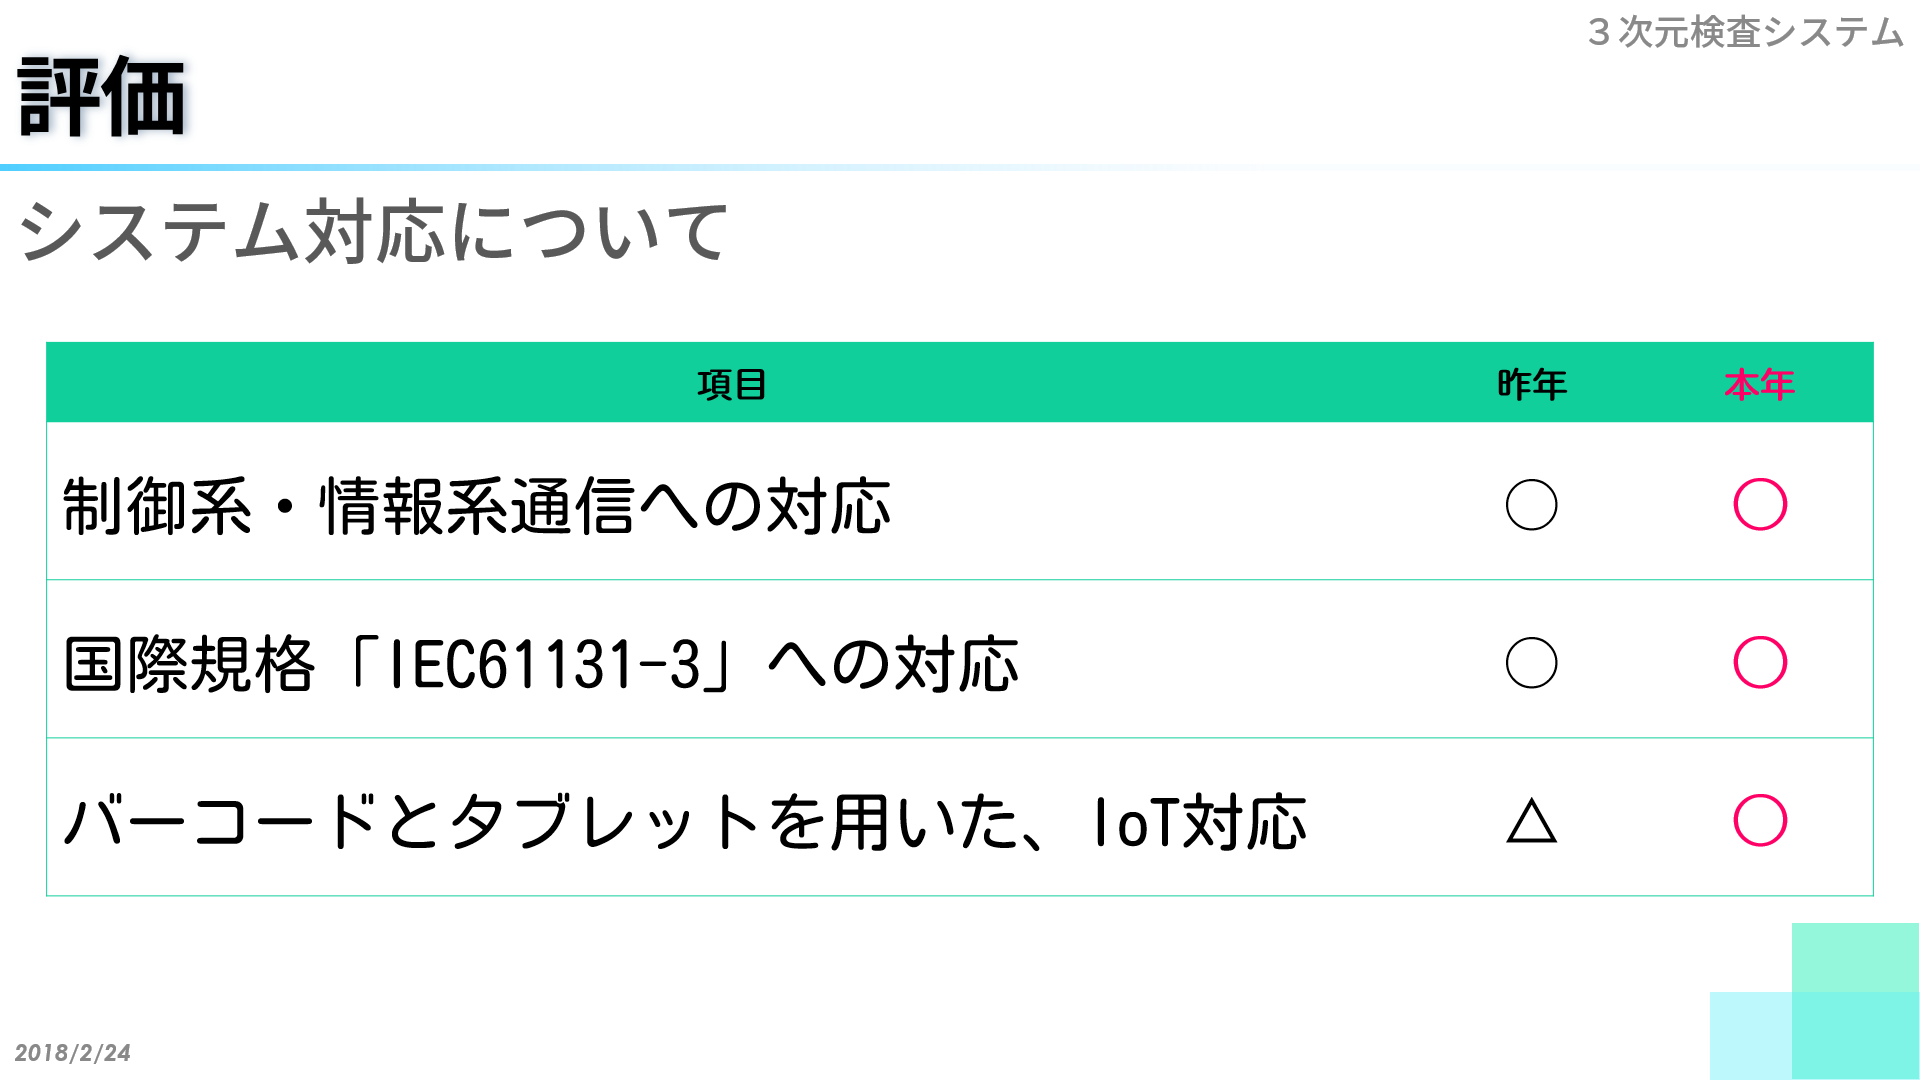 ３次元検査システム
評価
システム対応について
項目 昨年 本年
制御系・情報系通信への対応 ○ ○
国際規格「IEC61131-3」への対応 ○ ○
バーコードとタブレットを用いた、IoT対応 △ ○
2018/2/24